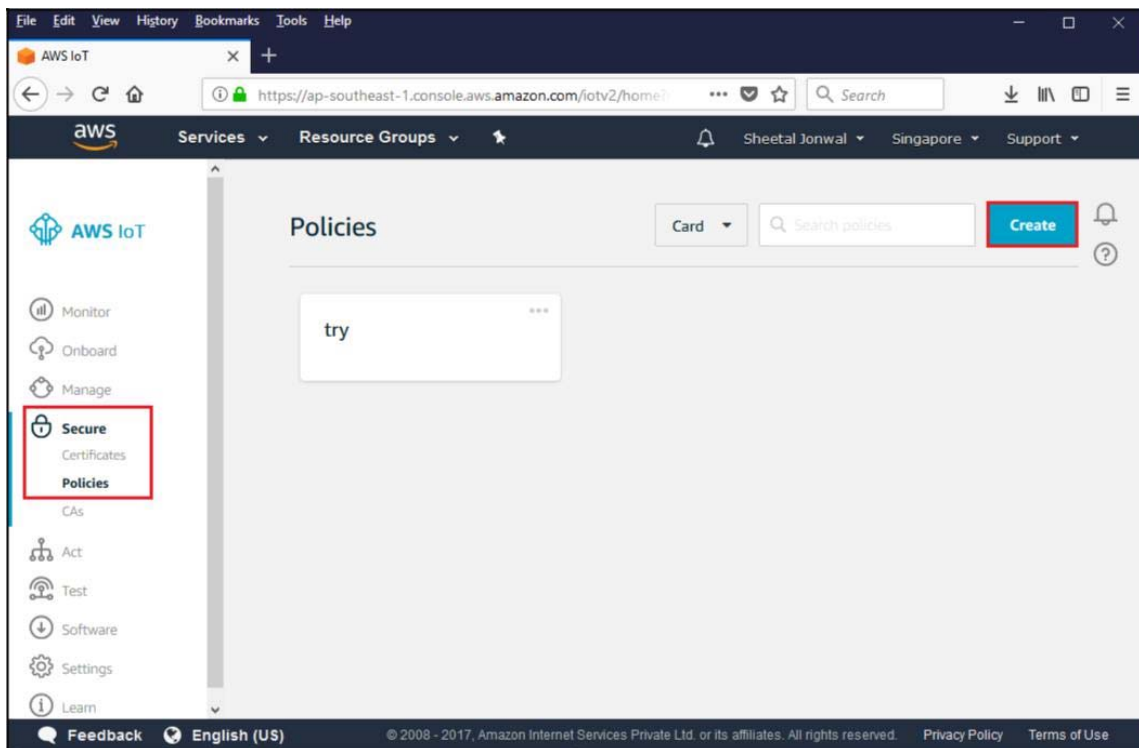 File Edit View History Bookmarks Tools Help
AWS IoT
https://ap-southeast-1.console.aws.amazon.com/iotv2/home?
Search
aws Services Resource Groups Sheetal Jonwal Singapore Support
AWS IoT
Policies Card Search policies Create
try
Monitor
Onboard
Manage
Secure
Certificates
Policies
CAs
Act
Test
Software
Settings
Learn
Feedback English (US) © 2008 - 2017, Amazon Internet Services Private Ltd. or its affiliates. All rights reserved. Privacy Policy Terms of Use